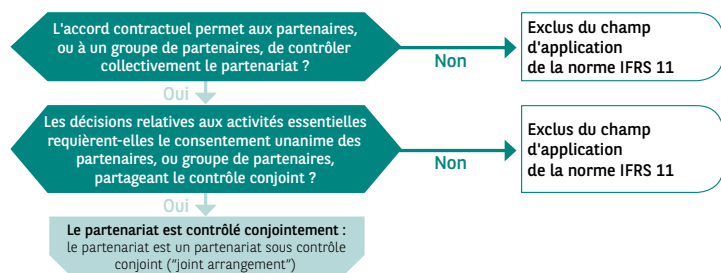 L'accord contractuel permet aux partenaires,
ou à un groupe de partenaires, de contrôler
collectivement le partenariat ?
Non
Exclus du champ
d'application
de la norme IFRS 11
Oui
Les décisions relatives aux activités essentielles
requièrent-elles le consentement unanime des
partenaires, ou groupe de partenaires,
partageant le contrôle conjoint ?
Non
Exclus du champ
d'application
de la norme IFRS 11
Oui
Le partenariat est contrôlé conjointement :
le partenariat est un partenariat sous contrôle
conjoint ("joint arrangement")